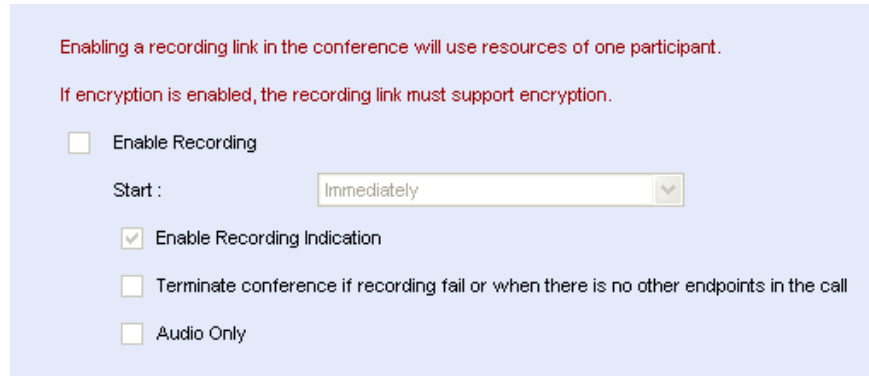 Enabling a recording link in the conference will use resources of one participant.
If encryption is enabled, the recording link must support encryption.
Enable Recording
Start : Immediately
Enable Recording Indication
Terminate conference if recording fail or when there is no other endpoints in the call
Audio Only